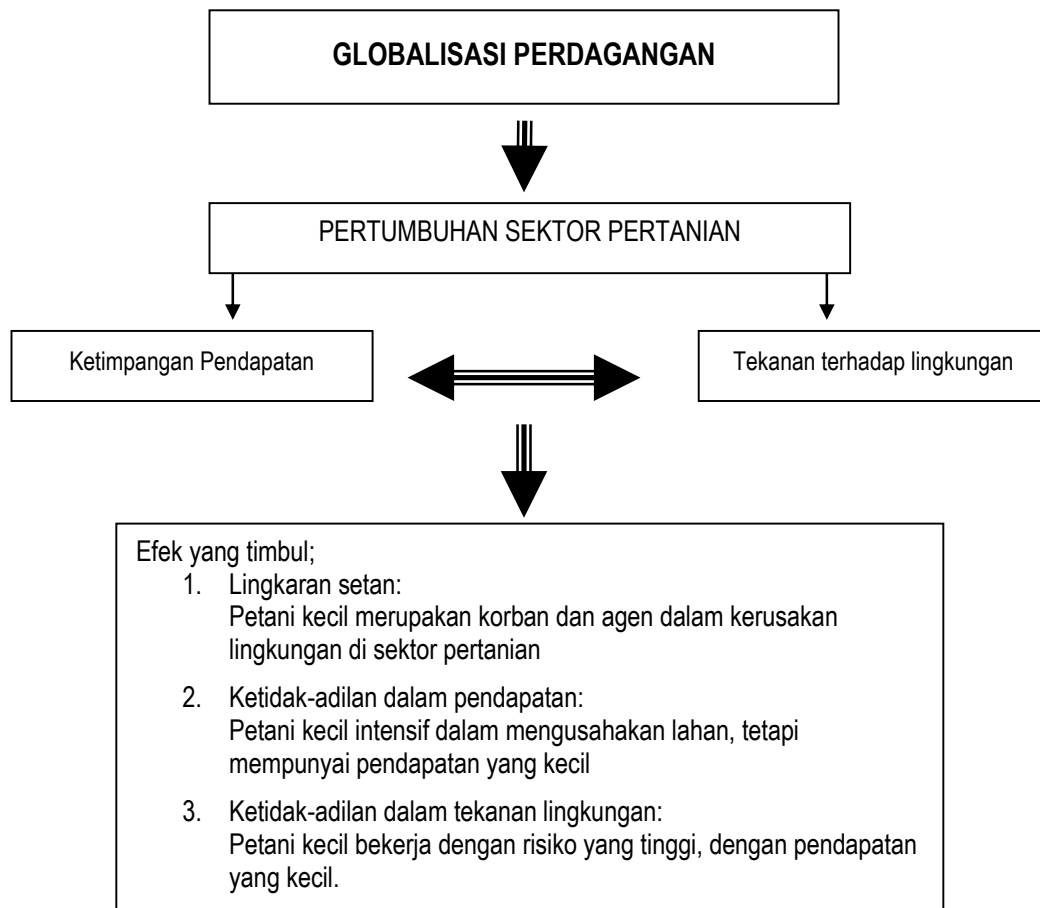 GLOBALISASI PERDAGANGAN
PERTUMBUHAN SEKTOR PERTANIAN
Ketimpangan Pendapatan
Tekanan terhadap lingkungan
Efek yang timbul;
1. Lingkaran setan:
Petani kecil merupakan korban dan agen dalam kerusakan
lingkungan di sektor pertanian
2. Ketidak-adilan dalam pendapatan:
Petani kecil intensif dalam mengusahakan lahan, tetapi
mempunyai pendapatan yang kecil
3. Ketidak-adilan dalam tekanan lingkungan:
Petani kecil bekerja dengan risiko yang tinggi, dengan pendapatan
yang kecil.